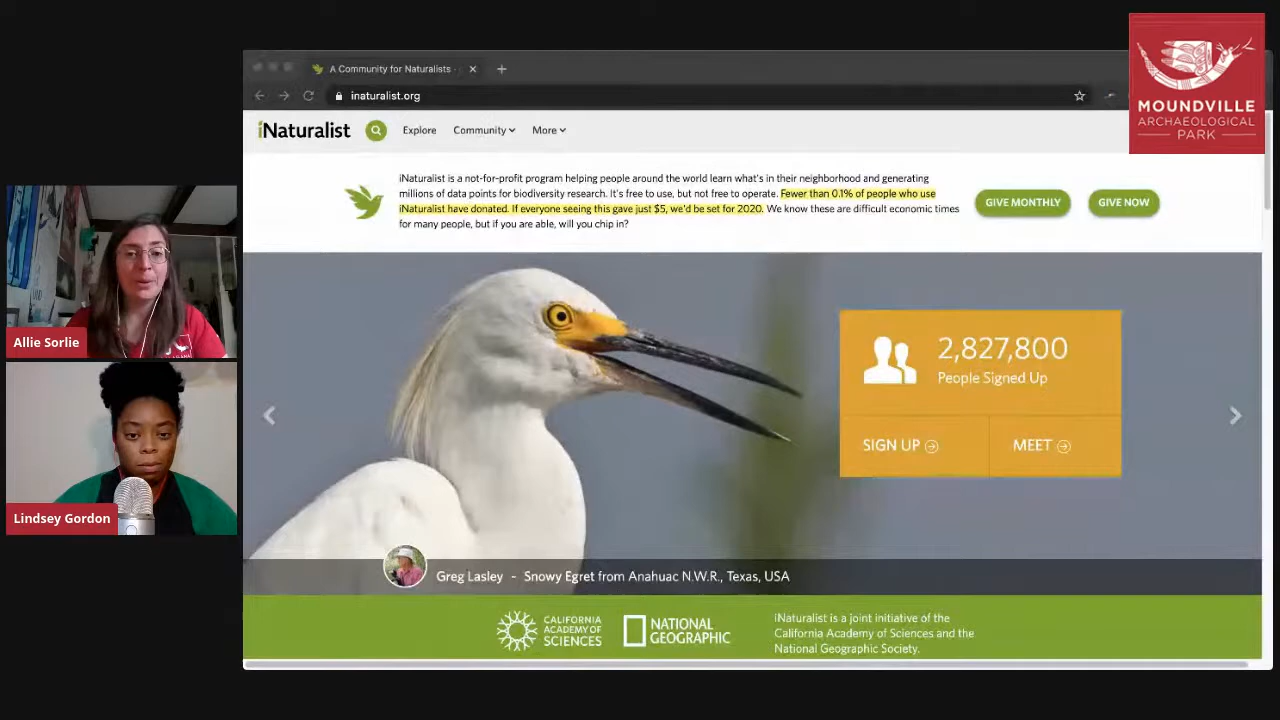 A Community for Naturalists
inaturalist.org
MOUNDVILLE
ARCHAEOLOGICAL
PARK
iNaturalist
Explore
Community
More
iNaturalist is a not-for-profit program helping people around the world learn what's in their neighborhood and generating
millions of data points for biodiversity research. It's free to use, but not free to operate. Fewer than 0.1% of people who use
iNaturalist have donated. If everyone seeing this gave just $5, we'd be set for 2020. We know these are difficult economic times
for many people, but if you are able, will you chip in?
GIVE MONTHLY
GIVE NOW
Allie Sorlie
Lindsey Gordon
2,827,800
People Signed Up
SIGN UP
MEET
Greg Lasley - Snowy Egret from Anahuac N.W.R., Texas, USA
CALIFORNIA
ACADEMY OF
SCIENCES
NATIONAL
GEOGRAPHIC
iNaturalist is a joint initiative of the
California Academy of Sciences and the
National Geographic Society.